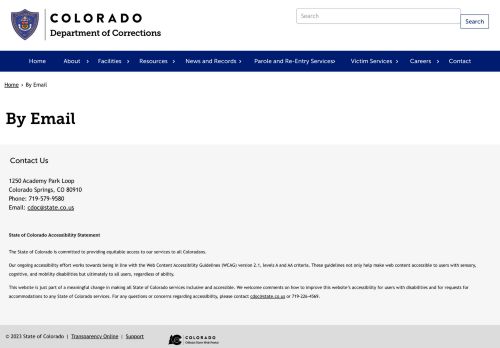 COLORADO
Department of Corrections
Search
Search
Home About Facilities Resources News and Records Parole and Re-Entry Services Victim Services Careers Contact
Home › By Email
By Email
Contact Us
1250 Academy Park Loop
Colorado Springs, CO 80910
Phone: 719-579-9580
Email: cdoc@state.co.us
State of Colorado Accessibility Statement
The State of Colorado is committed to providing equitable access to our services to all Coloradans.
Our ongoing accessibility effort works towards being in line with the Web Content Accessibility Guidelines (WCAG) version 2.1, levels A and AA criteria. These guidelines not only help make web content accessible to users with sensory,
cognitive, and mobility disabilities but ultimately to all users, regardless of ability.
This website is just part of a meaningful change in making all State of Colorado services inclusive and accessible. We welcome comments on how to improve this website's accessibility for users with disabilities and for requests for
accommodations to any State of Colorado services. For any questions or concerns regarding accessibility, please contact cdoc@state.co.us or 719-226-4569.
© 2023 State of Colorado | Transparency Online | Support
COLORADO
Official State Web Portal